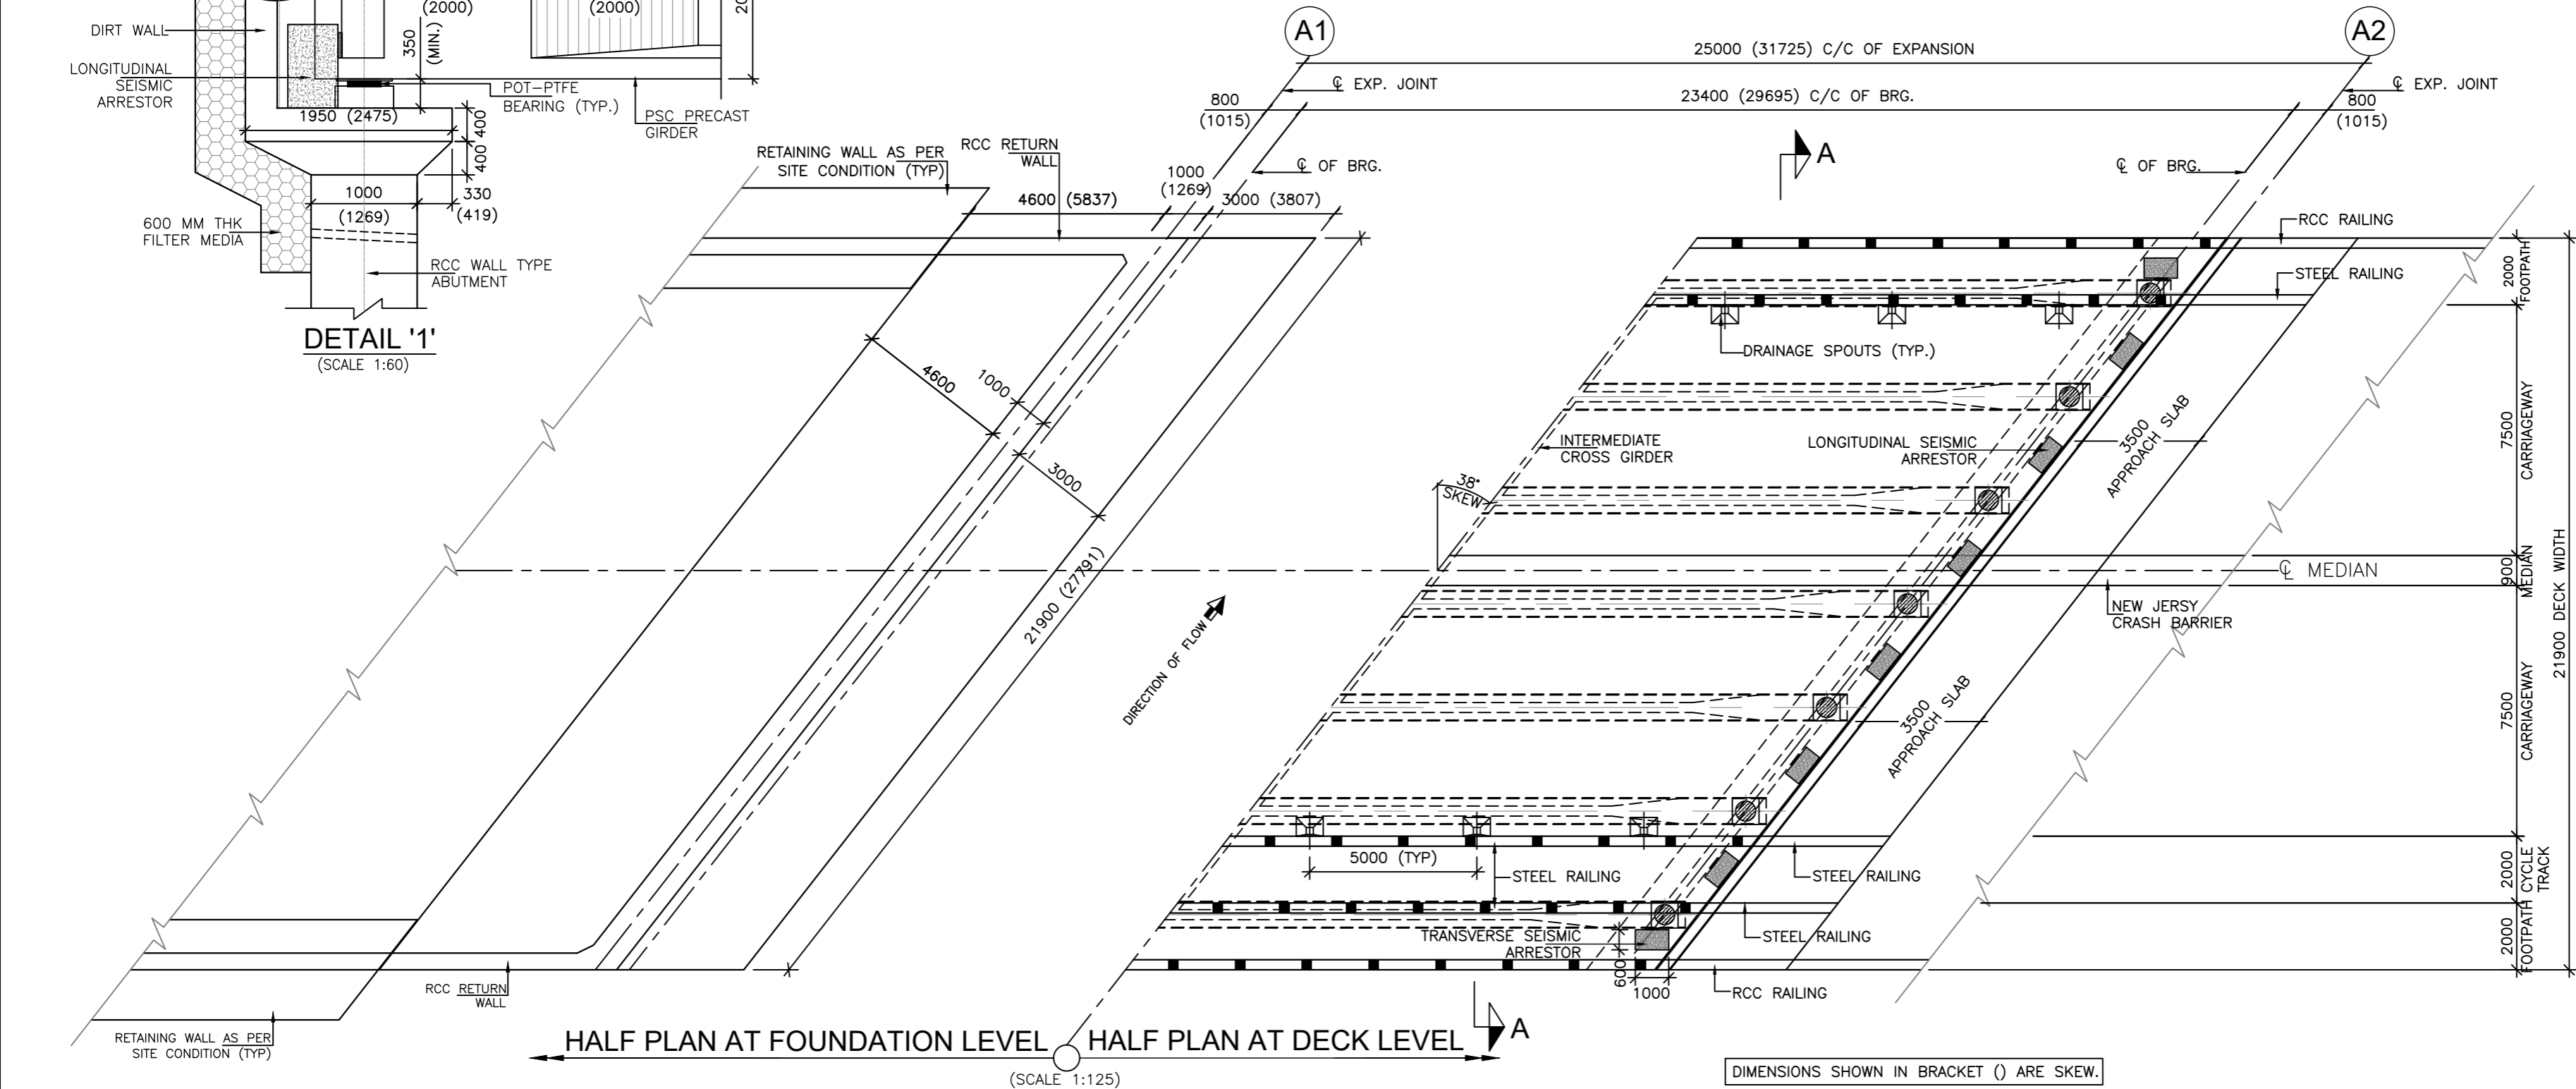 (2000)
(2000)
20
DIRT WALL
LONGITUDINAL
SEISMIC
ARRESTOR
350
(MIN.)
POT-PTFE
BEARING (TYP.)
PSC PRECAST
GIRDER
1950 (2475)
400
400
1000
(1269)
330
(419)
600 MM THK
FILTER MEDIA
RCC WALL TYPE
ABUTMENT
DETAIL '1'
(SCALE 1:60)
A1
A2
25000 (31725) C/C OF EXPANSION
℄ EXP. JOINT
℄ EXP. JOINT
800
(1015)
23400 (29695) C/C OF BRG.
800
(1015)
℄ OF BRG.
℄ OF BRG.
A
RETAINING WALL AS PER
SITE CONDITION (TYP)
RCC RETURN
WALL
4600 (5837)
1000
(1269)
3000 (3807)
4600
1000
3000
21900 (27791)
DIRECTION OF FLOW
RCC RETURN
WALL
RETAINING WALL AS PER
SITE CONDITION (TYP)
RCC RAILING
STEEL RAILING
DRAINAGE SPOUTS (TYP.)
INTERMEDIATE
CROSS GIRDER
LONGITUDINAL SEISMIC
ARRESTOR
38°
SKEW
3500
APPROACH SLAB
℄ MEDIAN
NEW JERSY
CRASH BARRIER
3500
APPROACH SLAB
5000 (TYP)
STEEL RAILING
STEEL RAILING
STEEL RAILING
TRANSVERSE SEISMIC
ARRESTOR
600
1000
RCC RAILING
A
2000
FOOTPATH
7500
CARRIAGEWAY
900
MEDIAN
7500
CARRIAGEWAY
2000
CYCLE
TRACK
2000
FOOTPATH
21900 DECK WIDTH
HALF PLAN AT FOUNDATION LEVEL
HALF PLAN AT DECK LEVEL
(SCALE 1:125)
DIMENSIONS SHOWN IN BRACKET () ARE SKEW.